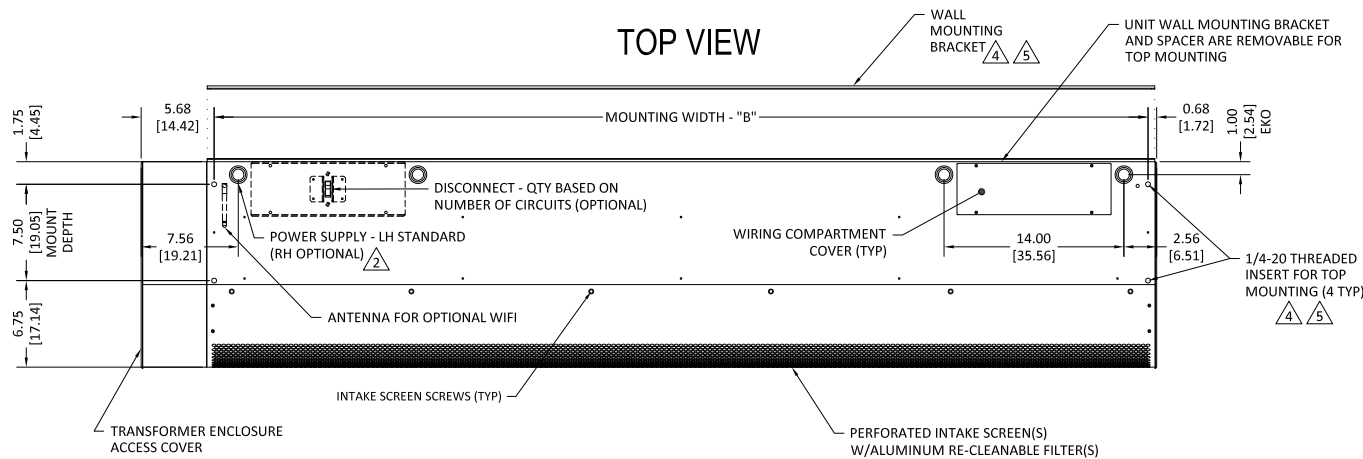 TOP VIEW
WALL
MOUNTING
BRACKET 4 5
UNIT WALL MOUNTING BRACKET
AND SPACER ARE REMOVABLE FOR
TOP MOUNTING
1.75
[4.45]
5.68
[14.42]
MOUNTING WIDTH - "B"
0.68
[1.72]
1.00
[2.54]
EKO
7.50
[19.05]
MOUNT
DEPTH
7.56
[19.21]
DISCONNECT - QTY BASED ON
NUMBER OF CIRCUITS (OPTIONAL)
POWER SUPPLY - LH STANDARD
(RH OPTIONAL) 2
WIRING COMPARTMENT
COVER (TYP)
14.00
[35.56]
2.56
[6.51]
1/4-20 THREADED
INSERT FOR TOP
MOUNTING (4 TYP)
4 5
6.75
[17.14]
ANTENNA FOR OPTIONAL WIFI
INTAKE SCREEN SCREWS (TYP)
TRANSFORMER ENCLOSURE
ACCESS COVER
PERFORATED INTAKE SCREEN(S)
W/ALUMINUM RE-CLEANABLE FILTER(S)